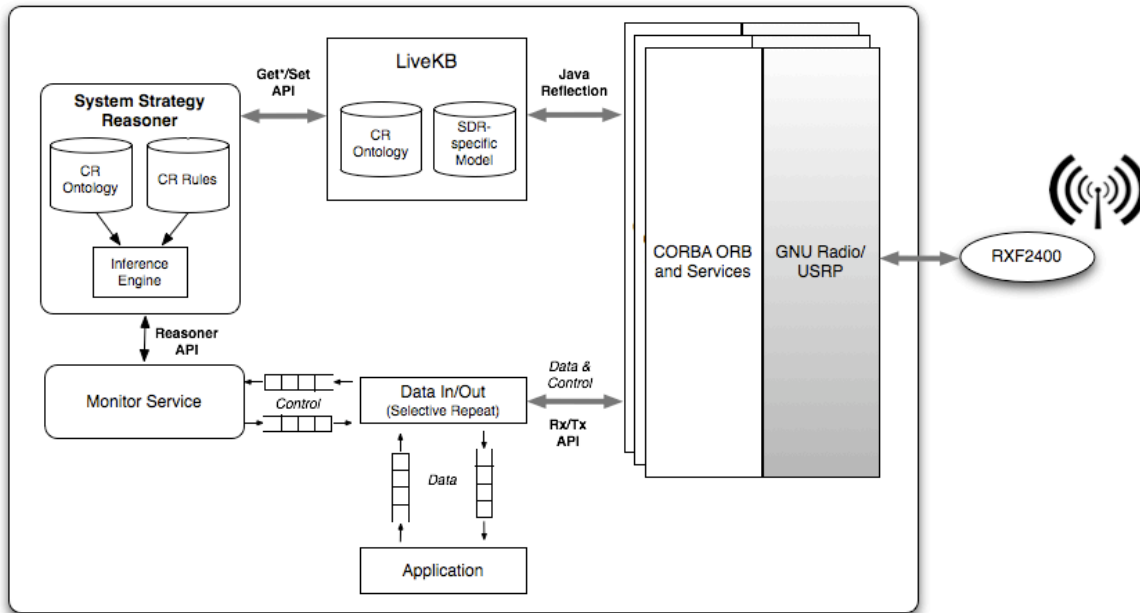 LiveKB
CR
Ontology
SDR-
specific
Model
Get*/Set
API
Java
Reflection
System Strategy
Reasoner
CR
Ontology
CR Rules
Inference
Engine
Reasoner
API
Monitor Service
Control
Data In/Out
(Selective Repeat)
Data &
Control
Rx/Tx
API
Data
Application
CORBA ORB
and Services
GNU Radio/
USRP
RXF2400